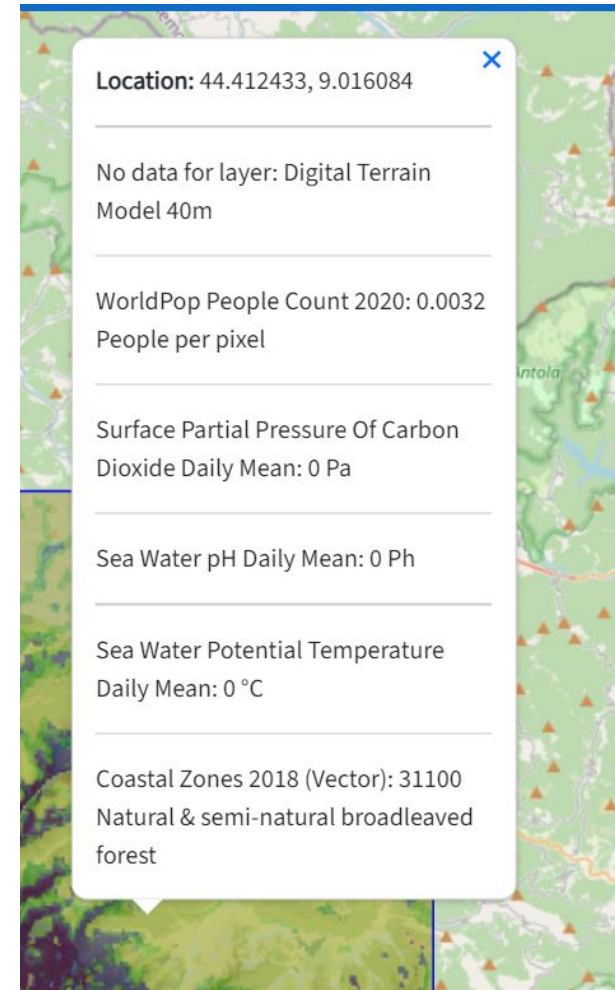 Location: 44.412433, 9.016084
No data for layer: Digital Terrain
Model 40m
WorldPop People Count 2020: 0.0032
People per pixel
Surface Partial Pressure Of Carbon
Dioxide Daily Mean: 0 Pa
Sea Water pH Daily Mean: 0 Ph
Sea Water Potential Temperature
Daily Mean: 0 °C
Coastal Zones 2018 (Vector): 31100
Natural & semi-natural broadleaved
forest
Antola